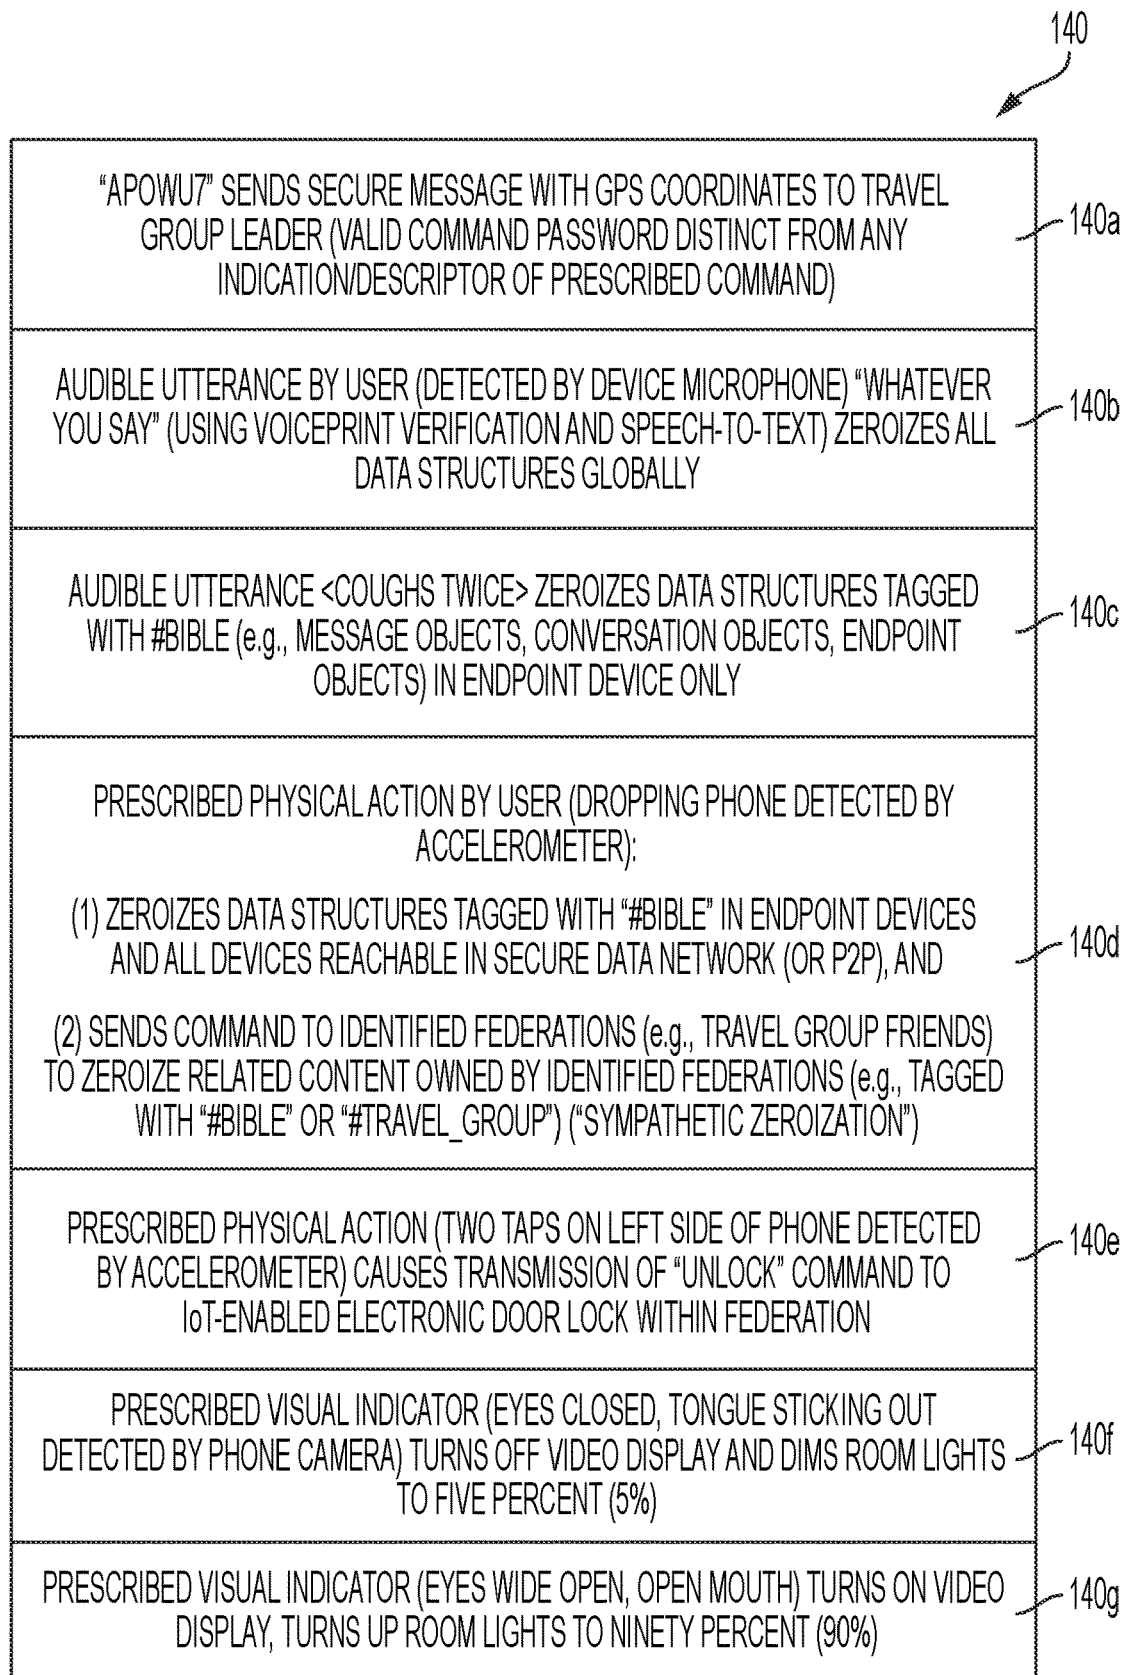 140
“APOWU7” SENDS SECURE MESSAGE WITH GPS COORDINATES TO TRAVEL
GROUP LEADER (VALID COMMAND PASSWORD DISTINCT FROM ANY
INDICATION/DESCRIPTOR OF PRESCRIBED COMMAND)
140a
AUDIBLE UTTERANCE BY USER (DETECTED BY DEVICE MICROPHONE) “WHATEVER
YOU SAY” (USING VOICEPRINT VERIFICATION AND SPEECH-TO-TEXT) ZEROIZES ALL
DATA STRUCTURES GLOBALLY
140b
AUDIBLE UTTERANCE <COUGHS TWICE> ZEROIZES DATA STRUCTURES TAGGED
WITH #BIBLE (e.g., MESSAGE OBJECTS, CONVERSATION OBJECTS, ENDPOINT
OBJECTS) IN ENDPOINT DEVICE ONLY
140c
PRESCRIBED PHYSICAL ACTION BY USER (DROPPING PHONE DETECTED BY
ACCELEROMETER):
(1) ZEROIZES DATA STRUCTURES TAGGED WITH “#BIBLE” IN ENDPOINT DEVICES
AND ALL DEVICES REACHABLE IN SECURE DATA NETWORK (OR P2P), AND
(2) SENDS COMMAND TO IDENTIFIED FEDERATIONS (e.g., TRAVEL GROUP FRIENDS)
TO ZEROIZE RELATED CONTENT OWNED BY IDENTIFIED FEDERATIONS (e.g., TAGGED
WITH “#BIBLE” OR “#TRAVEL_GROUP”) (“SYMPATHETIC ZEROIZATION”)
140d
PRESCRIBED PHYSICAL ACTION (TWO TAPS ON LEFT SIDE OF PHONE DETECTED
BY ACCELEROMETER) CAUSES TRANSMISSION OF “UNLOCK” COMMAND TO
IoT-ENABLED ELECTRONIC DOOR LOCK WITHIN FEDERATION
140e
PRESCRIBED VISUAL INDICATOR (EYES CLOSED, TONGUE STICKING OUT
DETECTED BY PHONE CAMERA) TURNS OFF VIDEO DISPLAY AND DIMS ROOM LIGHTS
TO FIVE PERCENT (5%)
140f
PRESCRIBED VISUAL INDICATOR (EYES WIDE OPEN, OPEN MOUTH) TURNS ON VIDEO
DISPLAY, TURNS UP ROOM LIGHTS TO NINETY PERCENT (90%)
140g